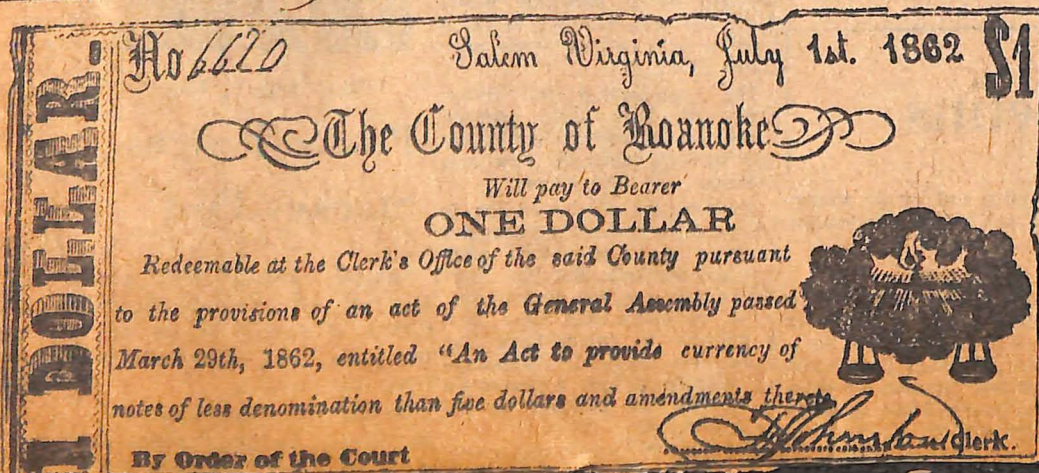 No 6620
Salem Virginia, July 1st. 1862
$1
The County of Roanoke
Will pay to Bearer
ONE DOLLAR
Redeemable at the Clerk's Office of the said County pursuant
to the provisions of an act of the General Assembly passed
March 29th, 1862, entitled "An Act to provide currency of
notes of less denomination than five dollars and amendments thereto
Clerk.
By Order of the Court
DOLLAR.